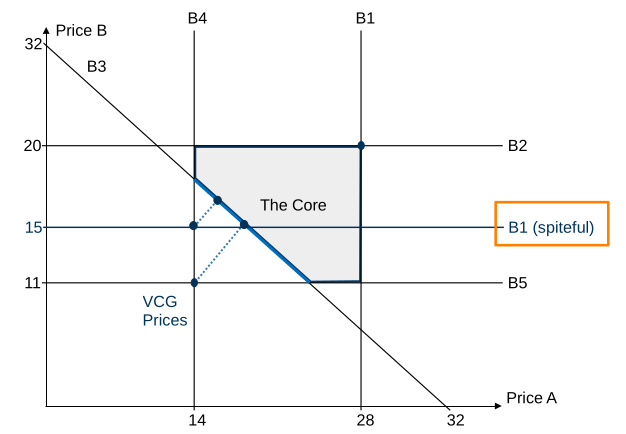 B4
B1
Price B
32
B3
20
B2
The Core
15
B1 (spiteful)
11
B5
VCG
Prices
Price A
14
28
32